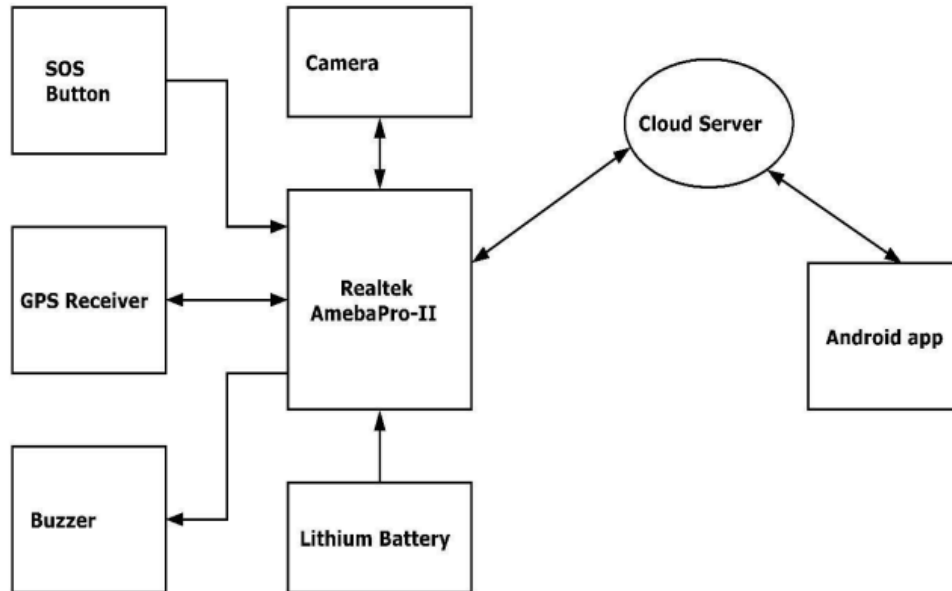 SOS
Button
Camera
Cloud Server
GPS Receiver
Realtek
AmebaPro-II
Android app
Buzzer
Lithium Battery